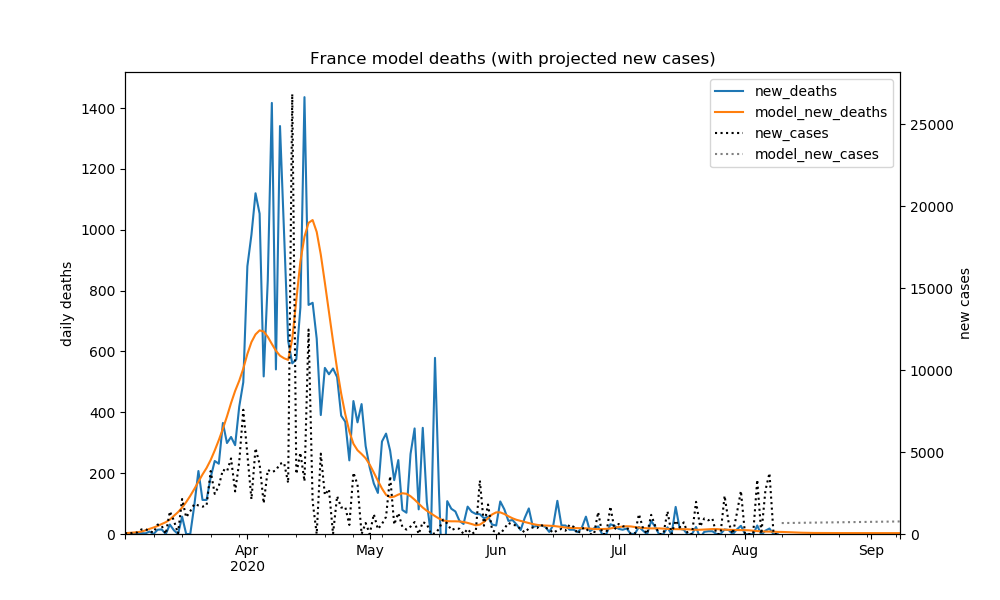 France model deaths (with projected new cases)
new_deaths
model_new_deaths
new_cases
model_new_cases
1400
1200
1000
800
600
400
200
0
daily deaths
25000
20000
15000
10000
5000
0
new cases
Apr
May
Jun
Jul
Aug
Sep
2020